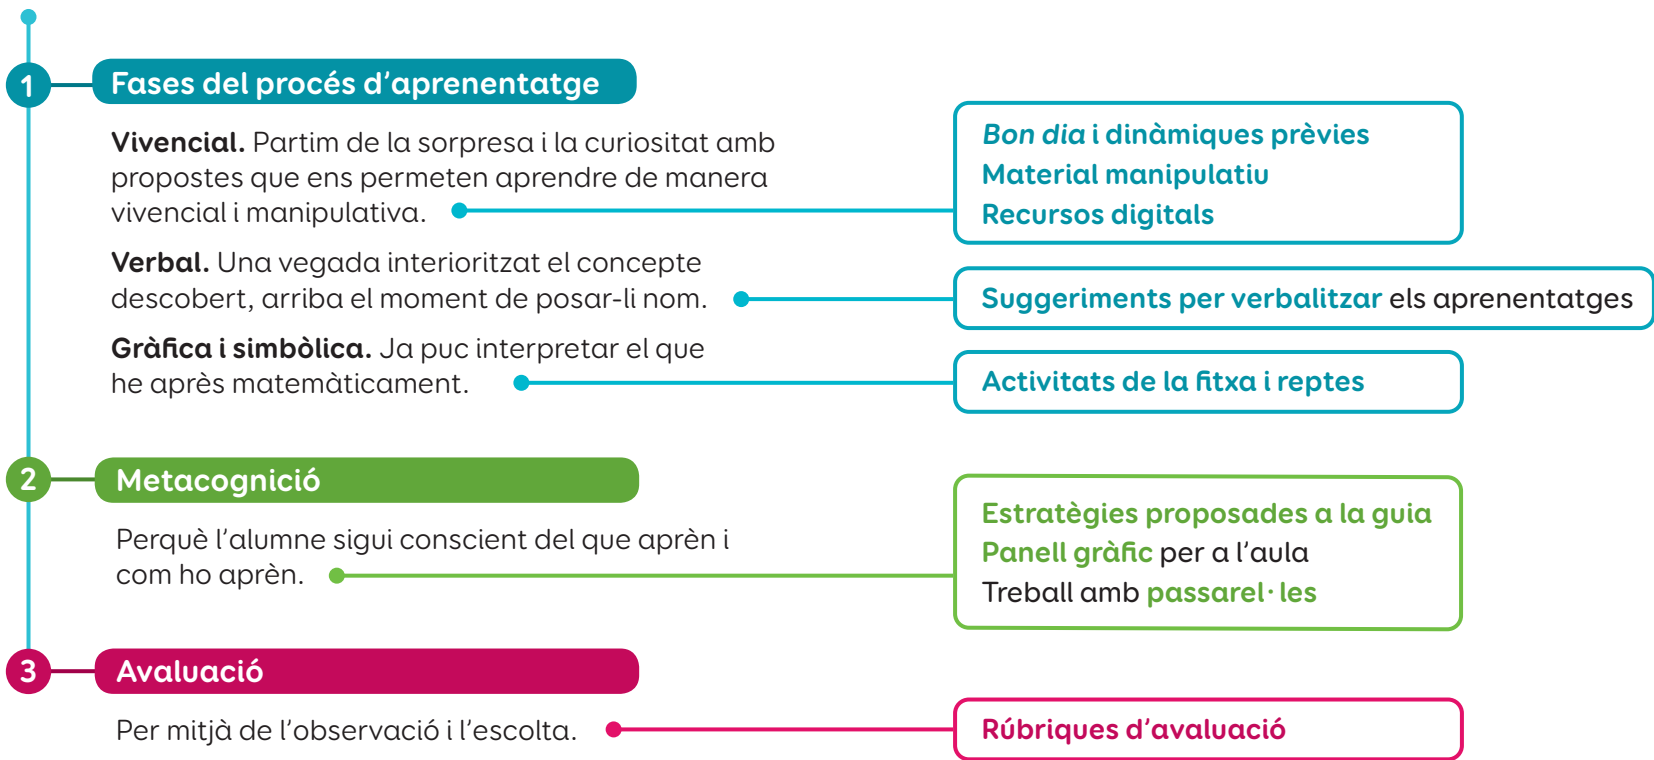 1
Fases del procés d'aprenentatge
Vivencial. Partim de la sorpresa i la curiositat amb
propostes que ens permeten aprendre de manera
vivencial i manipulativa.
Bon dia i dinàmiques prèvies
Material manipulatiu
Recursos digitals
Verbal. Una vegada interioritzat el concepte
descobert, arriba el moment de posar-li nom.
Suggeriments per verbalitzar els aprenentatges
Gràfica i simbòlica. Ja puc interpretar el que
he après matemàticament.
Activitats de la fitxa i reptes
2
Metacognició
Perquè l'alumne sigui conscient del que aprèn i
com ho aprèn.
Estratègies proposades a la guia
Panell gràfic per a l'aula
Treball amb passarel·les
3
Avaluació
Per mitjà de l'observació i l'escolta.
Rúbriques d'avaluació